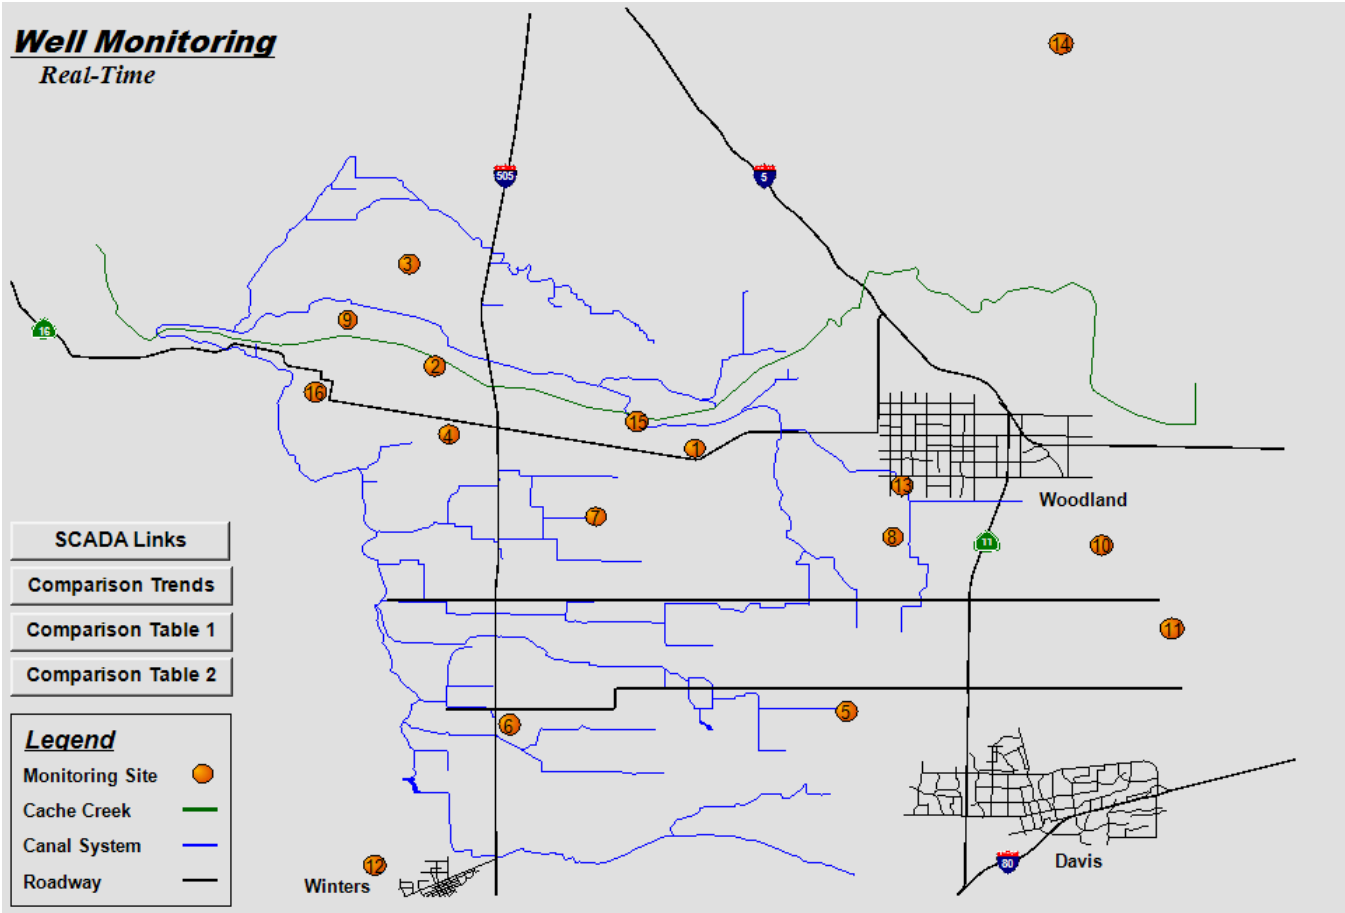 Well Monitoring
Real-Time
14
505
5
3
16
9
2
16
15
4
1
13
7
8
11
10
SCADA Links
Comparison Trends
Comparison Table 1
Comparison Table 2
Woodland
11
6
5
Legend
Monitoring Site
Cache Creek
Canal System
Roadway
12
Winters
80
Davis